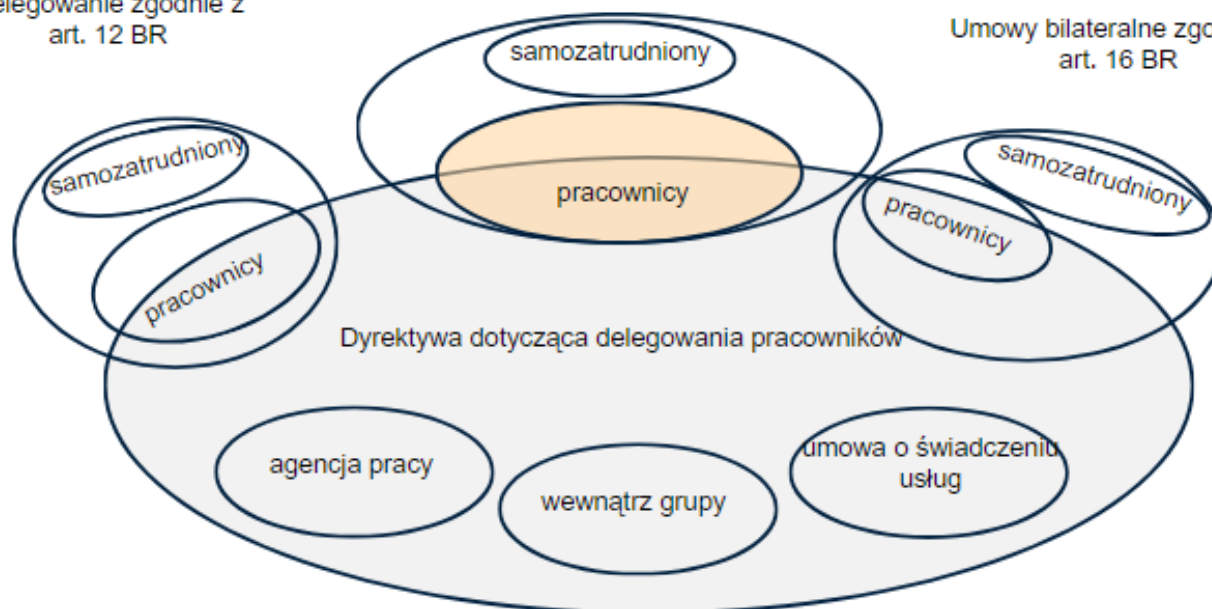 elegowanie zgodnie z
art. 12 BR
Umowy bilateralne
art. 16 BR
samozatrudniony
pracownicy
samozatrudniony
pracownicy
samozatrudniony
pracownicy
Dyrektywa dotycząca delegowania pracowników
agencja pracy
wewnątrz grupy
umowa o świadczeniu
usług